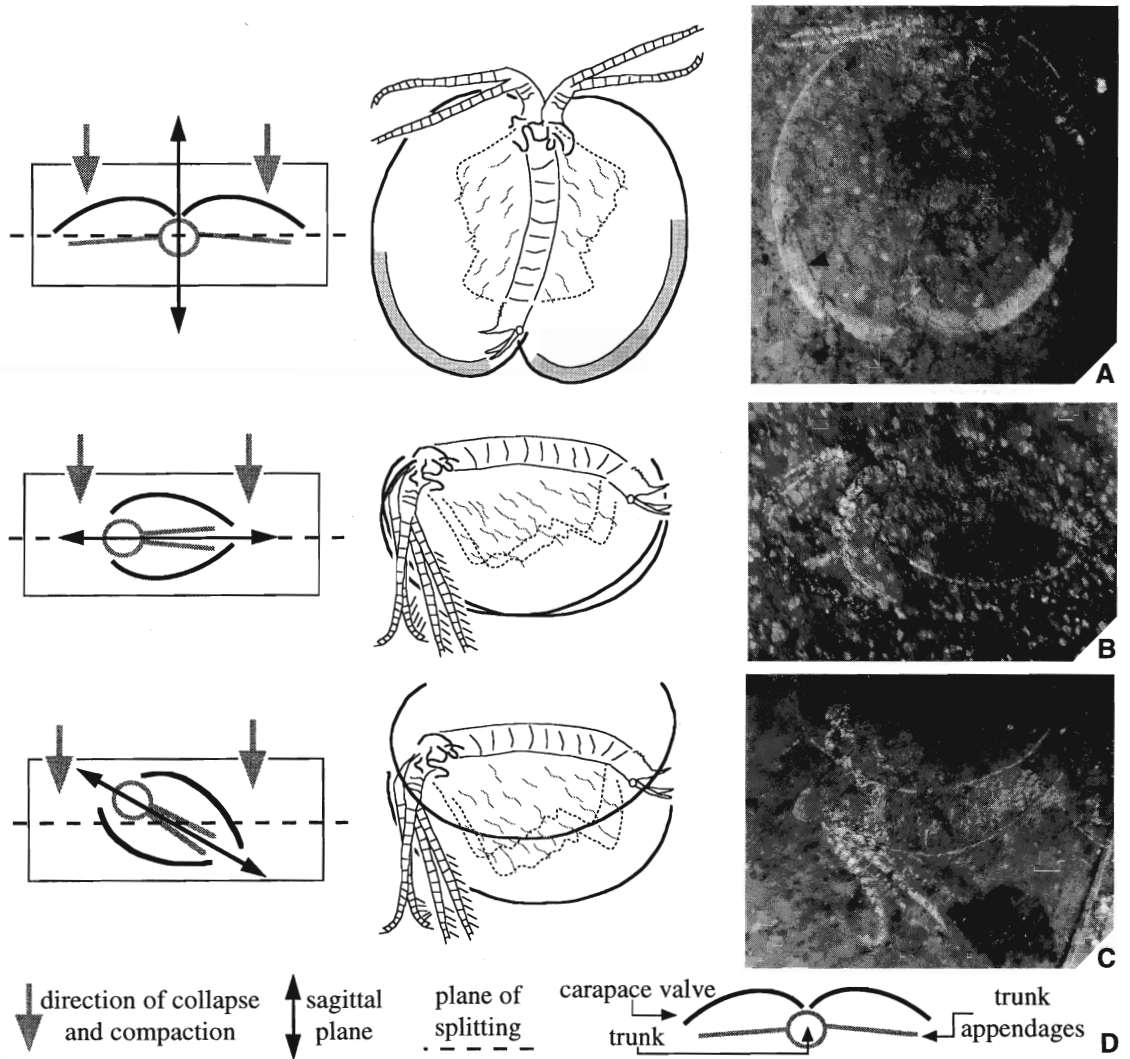 A
B
C
direction of collapse
and compaction
sagittal
plane
plane of
splitting
carapace valve
trunk
trunk
appendages
D